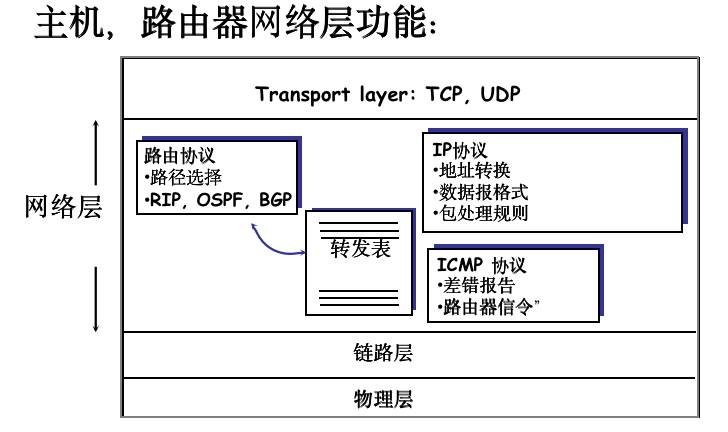 主机，路由器网络层功能：
Transport layer: TCP, UDP
网络层
路由协议
•路径选择
•RIP, OSPF, BGP
转发表
IP协议
•地址转换
•数据报格式
•包处理规则
ICMP 协议
•差错报告
•路由器信令”
链路层
物理层